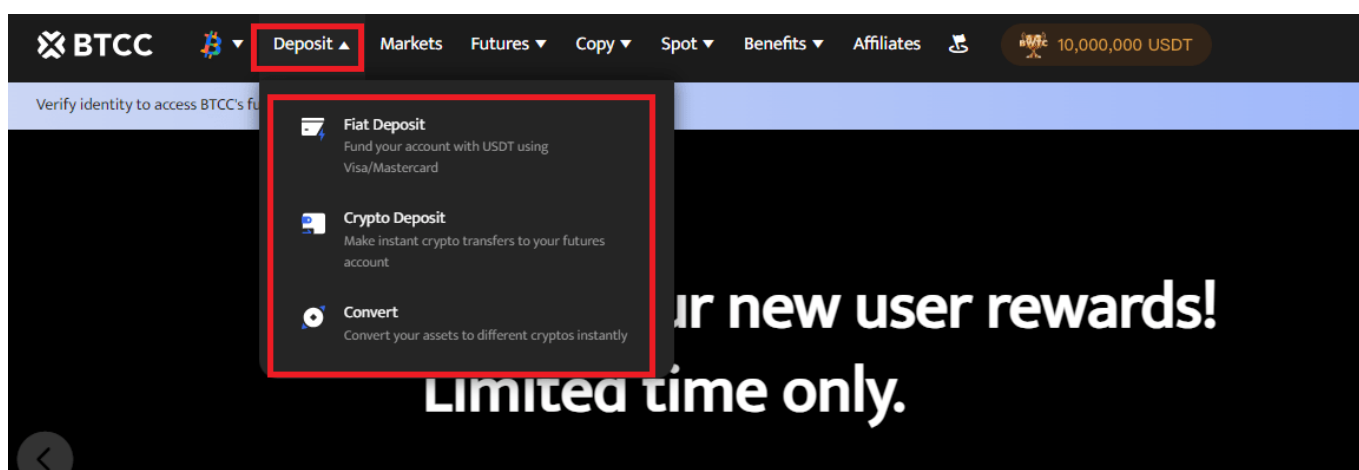 BTCC
Deposit ▲ Markets Futures ▼ Copy ▼ Spot ▼ Benefits ▼ Affiliates 10,000,000 USDT
Verify identity to access BTCC's
Fiat Deposit
Fund your account with USDT using
Visa/Mastercard
Crypto Deposit
Make instant crypto transfers to your futures
account
Convert
Convert your assets to different cryptos instantly
new user rewards!
Limited time only.